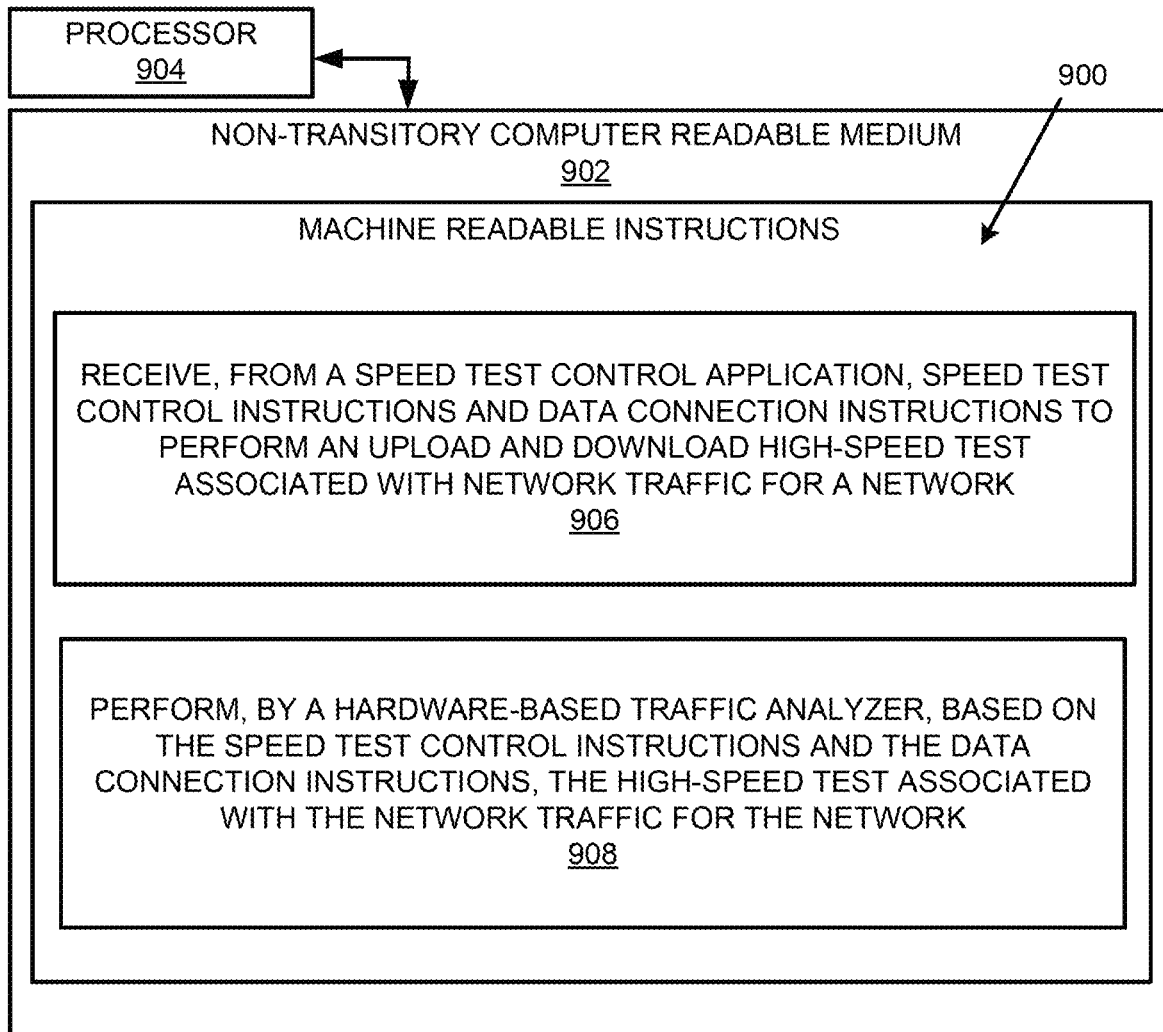 PROCESSOR
904
900
NON-TRANSITORY COMPUTER READABLE MEDIUM
902
MACHINE READABLE INSTRUCTIONS
RECEIVE, FROM A SPEED TEST CONTROL APPLICATION, SPEED TEST
CONTROL INSTRUCTIONS AND DATA CONNECTION INSTRUCTIONS TO
PERFORM AN UPLOAD AND DOWNLOAD HIGH-SPEED TEST
ASSOCIATED WITH NETWORK TRAFFIC FOR A NETWORK
906
PERFORM, BY A HARDWARE-BASED TRAFFIC ANALYZER, BASED ON
THE SPEED TEST CONTROL INSTRUCTIONS AND THE DATA
CONNECTION INSTRUCTIONS, THE HIGH-SPEED TEST ASSOCIATED
WITH THE NETWORK TRAFFIC FOR THE NETWORK
908